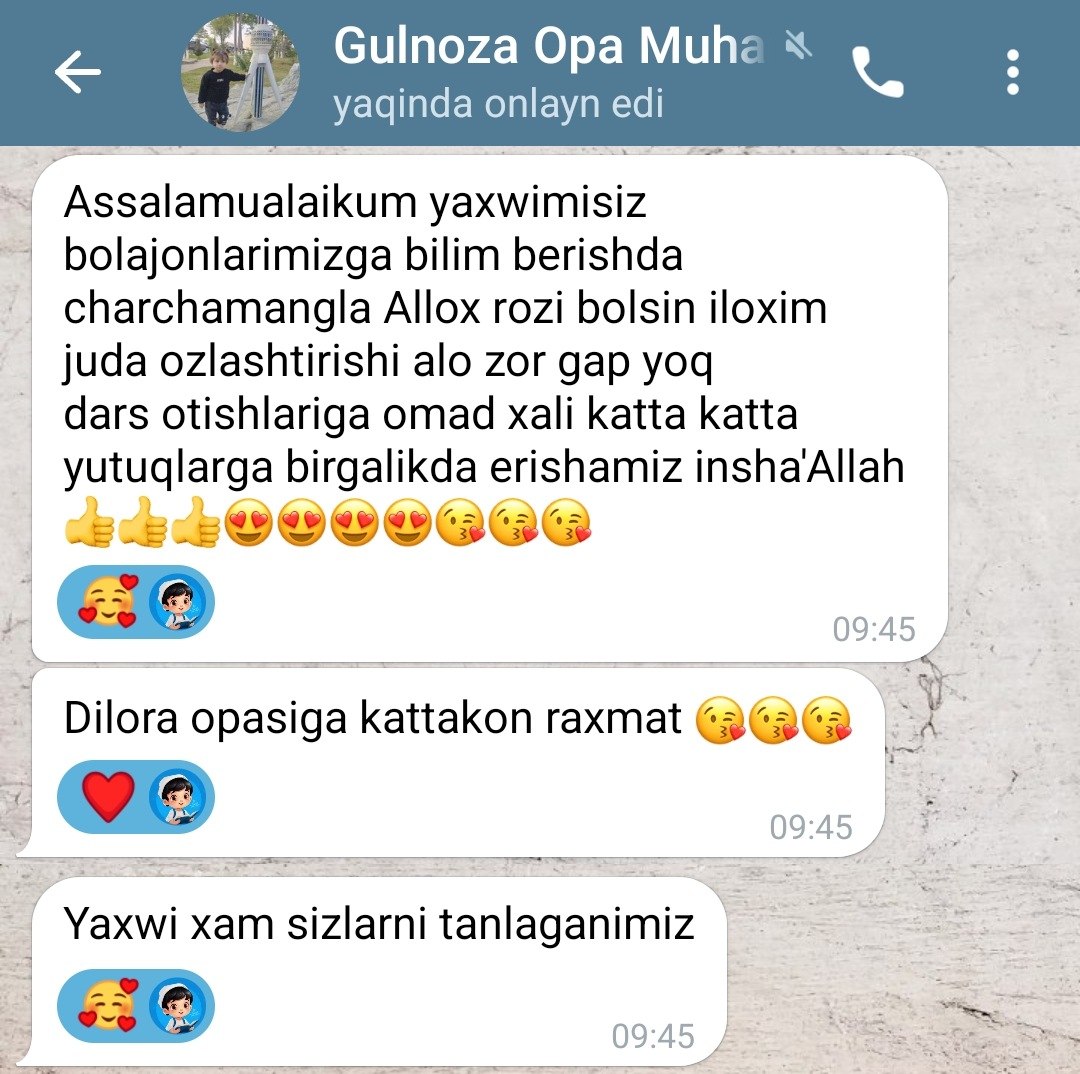 Gulnoza Opa Muha
yaqinda onlayn edi
Assalamualaikum yaxwimisiz
bolajonlarimizga bilim berishda
charchamangla Allox rozi bolsin iloxim
juda ozlashtirishi alo zor gap yoq
dars otishlariga omad xali katta katta
yutuqlarga birgalikda erishamiz insha'Allah
👍👍👍😍😍😍😍😘😘😘
🥰
09:45
Dilora opasiga kattakon raxmat 😘😘😘
❤️
09:45
Yaxwi xam sizlarni tanlaganimiz
🥰
09:45